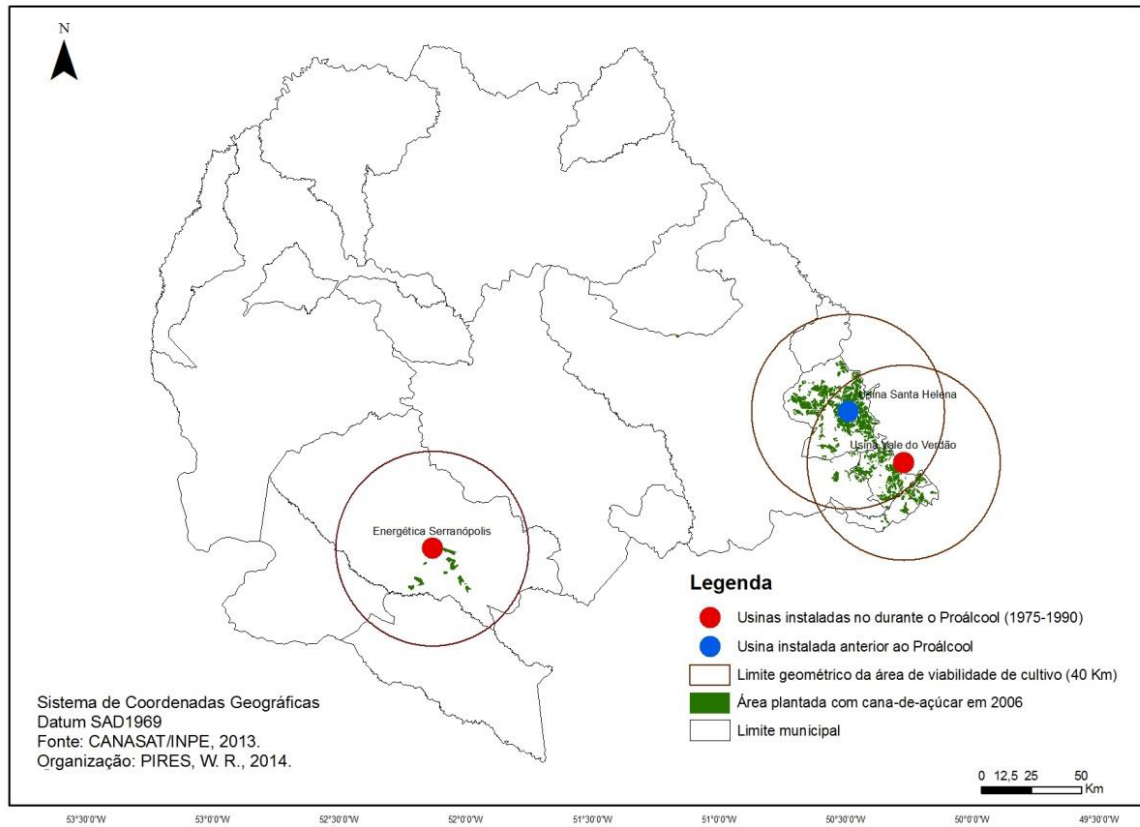 N
Usina Santa Helena
Usina Vale do Verdão
Energética Serranópolis
Legenda
Usinas instaladas no durante o Proálcool (1975-1990)
Usina instalada anterior ao Proálcool
Limite geométrico da área de viabilidade de cultivo (40 Km)
Área plantada com cana-de-açúcar em 2006
Limite municipal
Sistema de Coordenadas Geográficas
Datum SAD1969
Fonte: CANASAT/INPE, 2013.
Organização: PIRES, W. R., 2014.
0 12,5 25 50
Km
53°30'0"W 53°0'0"W 52°30'0"W 52°0'0"W 51°30'0"W 51°0'0"W 50°30'0"W 50°0'0"W 49°30'0"W